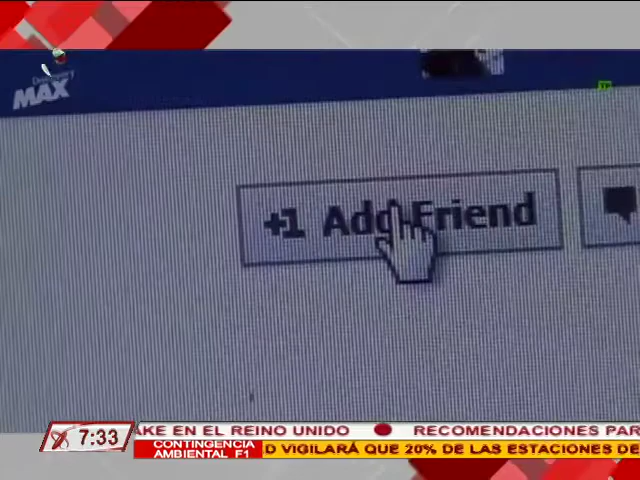 Discovery
MAX
+1 Add Friend
7:33
AKE EN EL REINO UNIDO ● RECOMENDACIONES PAR
CONTINGENCIA
AMBIENTAL F1
D VIGILARÁ QUE 20% DE LAS ESTACIONES DE